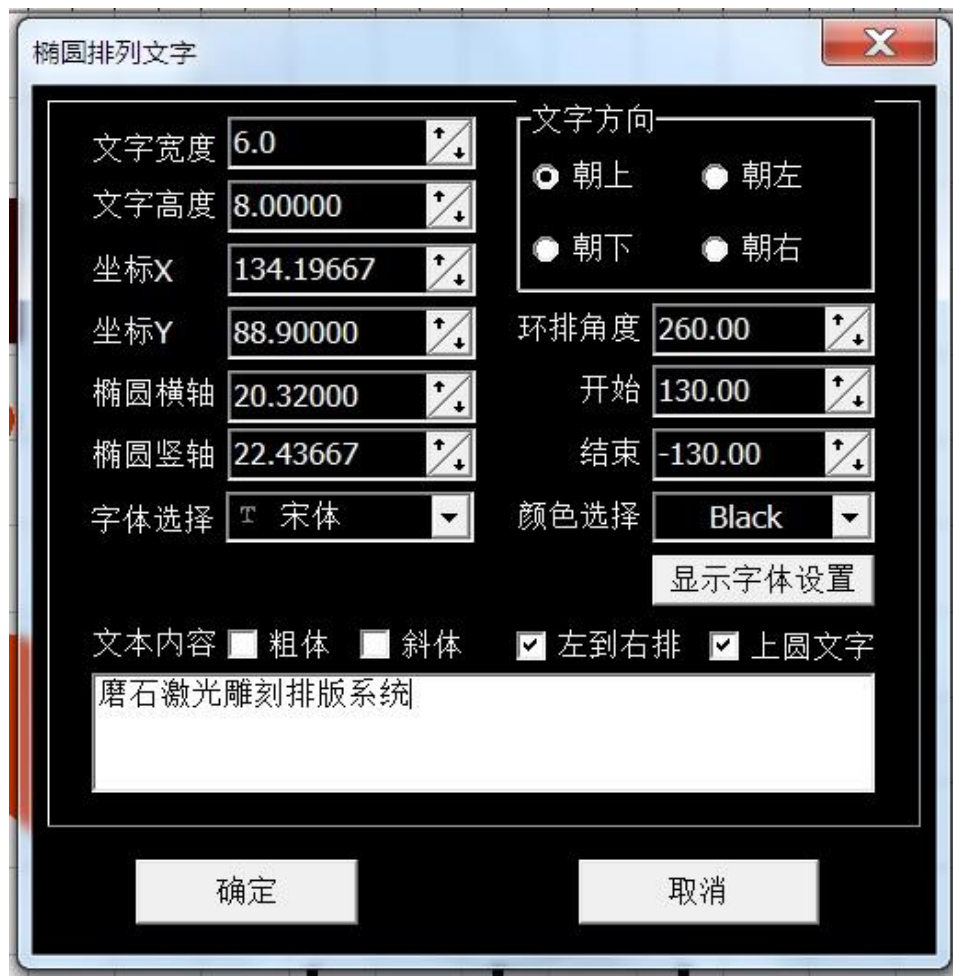 椭圆排列文字
文字宽度 6.0
文字高度 8.00000
坐标X 134.19667
坐标Y 88.90000
椭圆横轴 20.32000
椭圆竖轴 22.43667
字体选择 T 宋体
文字方向
朝上 朝左
朝下 朝右
环排角度 260.00
开始 130.00
结束 -130.00
颜色选择 Black
显示字体设置
文本内容 粗体 斜体 左到右排 上圆文字
磨石激光雕刻排版系统
确定 取消